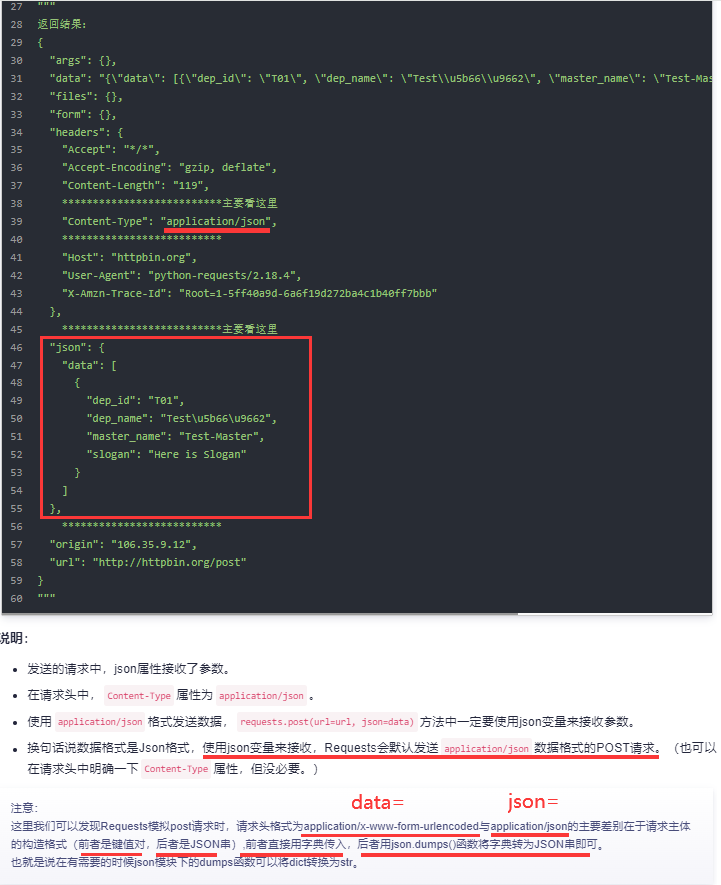 27 """
28 返回结果：
29 {
30 "args": {},
31 "data": "{\"data\": [{\"dep_id\": \"T01\", \"dep_name\": \"Test\\u5b66\\u9662\", \"master_name\": \"Test-Mas
32 "files": {},
33 "form": {},
34 "headers": {
35 "Accept": "*/*",
36 "Accept-Encoding": "gzip, deflate",
37 "Content-Length": "119",
38 **************************主要看这里
39 "Content-Type": "application/json",
40 **************************
41 "Host": "httpbin.org",
42 "User-Agent": "python-requests/2.18.4",
43 "X-Amzn-Trace-Id": "Root=1-5ff40a9d-6a6f19d272ba4c1b40ff7bbb"
44 },
45 **************************主要看这里
46 "json": {
47 "data": [
48 {
49 "dep_id": "T01",
50 "dep_name": "Test\u5b66\u9662",
51 "master_name": "Test-Master",
52 "slogan": "Here is Slogan"
53 }
54 ]
55 },
56 **************************
57 "origin": "106.35.9.12",
58 "url": "http://httpbin.org/post"
59 }
60 """
说明：
• 发送的请求中，json属性接收了参数。
• 在请求头中， Content-Type 属性为 application/json 。
• 使用 application/json 格式发送数据， requests.post(url=url, json=data) 方法中一定要使用json变量来接收参数。
• 换句话说数据格式是Json格式，使用json变量来接收，Requests会默认发送 application/json 数据格式的POST请求。（也可以
在请求头中明确一下 Content-Type 属性，但没必要。）
注意：
data= json=
这里我们可以发现Requests模拟post请求时，请求头格式为application/x-www-form-urlencoded与application/json的主要差别在于请求主体
的构造格式（前者是键值对，后者是JSON串）,前者直接用字典传入，后者用json.dumps()函数将字典转为JSON串即可。
也就是说在有需要的时候json模块下的dumps函数可以将dict转换为str。